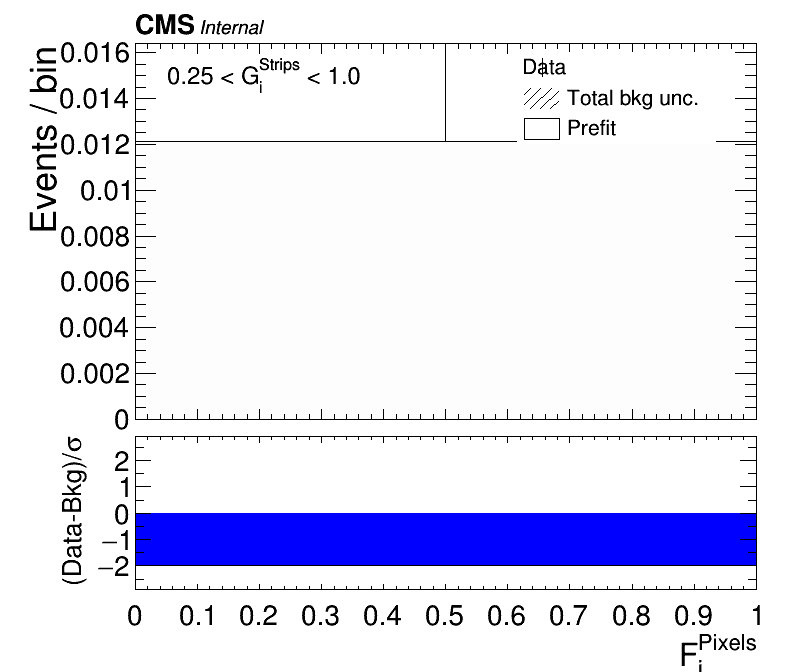 CMS Internal
0.25 < G_i^Strips < 1.0
Data
Total bkg unc.
Prefit
Events / bin
0.016
0.014
0.012
0.01
0.008
0.006
0.004
0.002
0
(Data-Bkg)/σ
2
1
0
−1
−2
0 0.1 0.2 0.3 0.4 0.5 0.6 0.7 0.8 0.9 1
F_i^Pixels